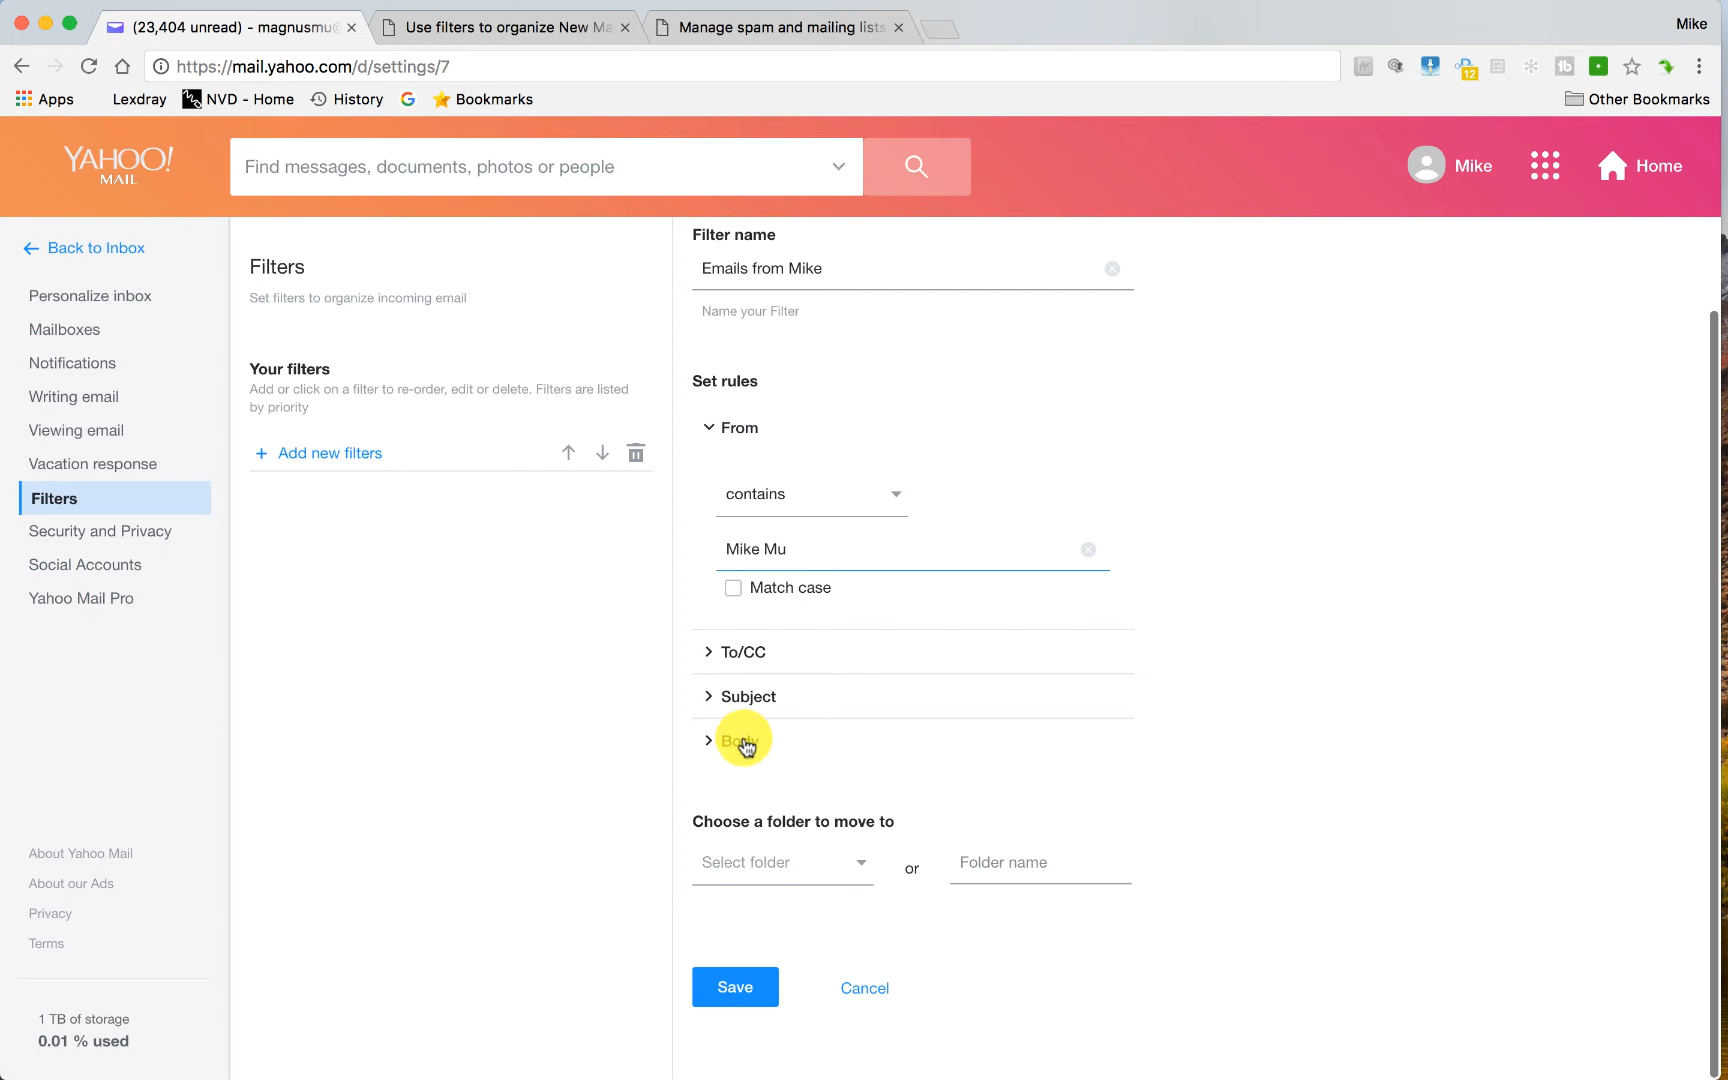 (23,404 unread) - magnusmu@
Use filters to organize New Ma
Manage spam and mailing lists
Mike
https://mail.yahoo.com/d/settings/7
12
Apps
Lexdray
NVD - Home
History
Bookmarks
Other Bookmarks
YAHOO!
MAIL
Find messages, documents, photos or people
Mike
Home
Back to Inbox
Personalize inbox
Mailboxes
Notifications
Writing email
Viewing email
Vacation response
Filters
Security and Privacy
Social Accounts
Yahoo Mail Pro
About Yahoo Mail
About our Ads
Privacy
Terms
1 TB of storage
0.01 % used
Filters
Set filters to organize incoming email
Your filters
Add or click on a filter to re-order, edit or delete. Filters are listed
by priority
+ Add new filters
Filter name
Emails from Mike
Name your Filter
Set rules
From
contains
Mike Mu
Match case
To/CC
Subject
Body
Choose a folder to move to
Select folder
or
Folder name
Save
Cancel